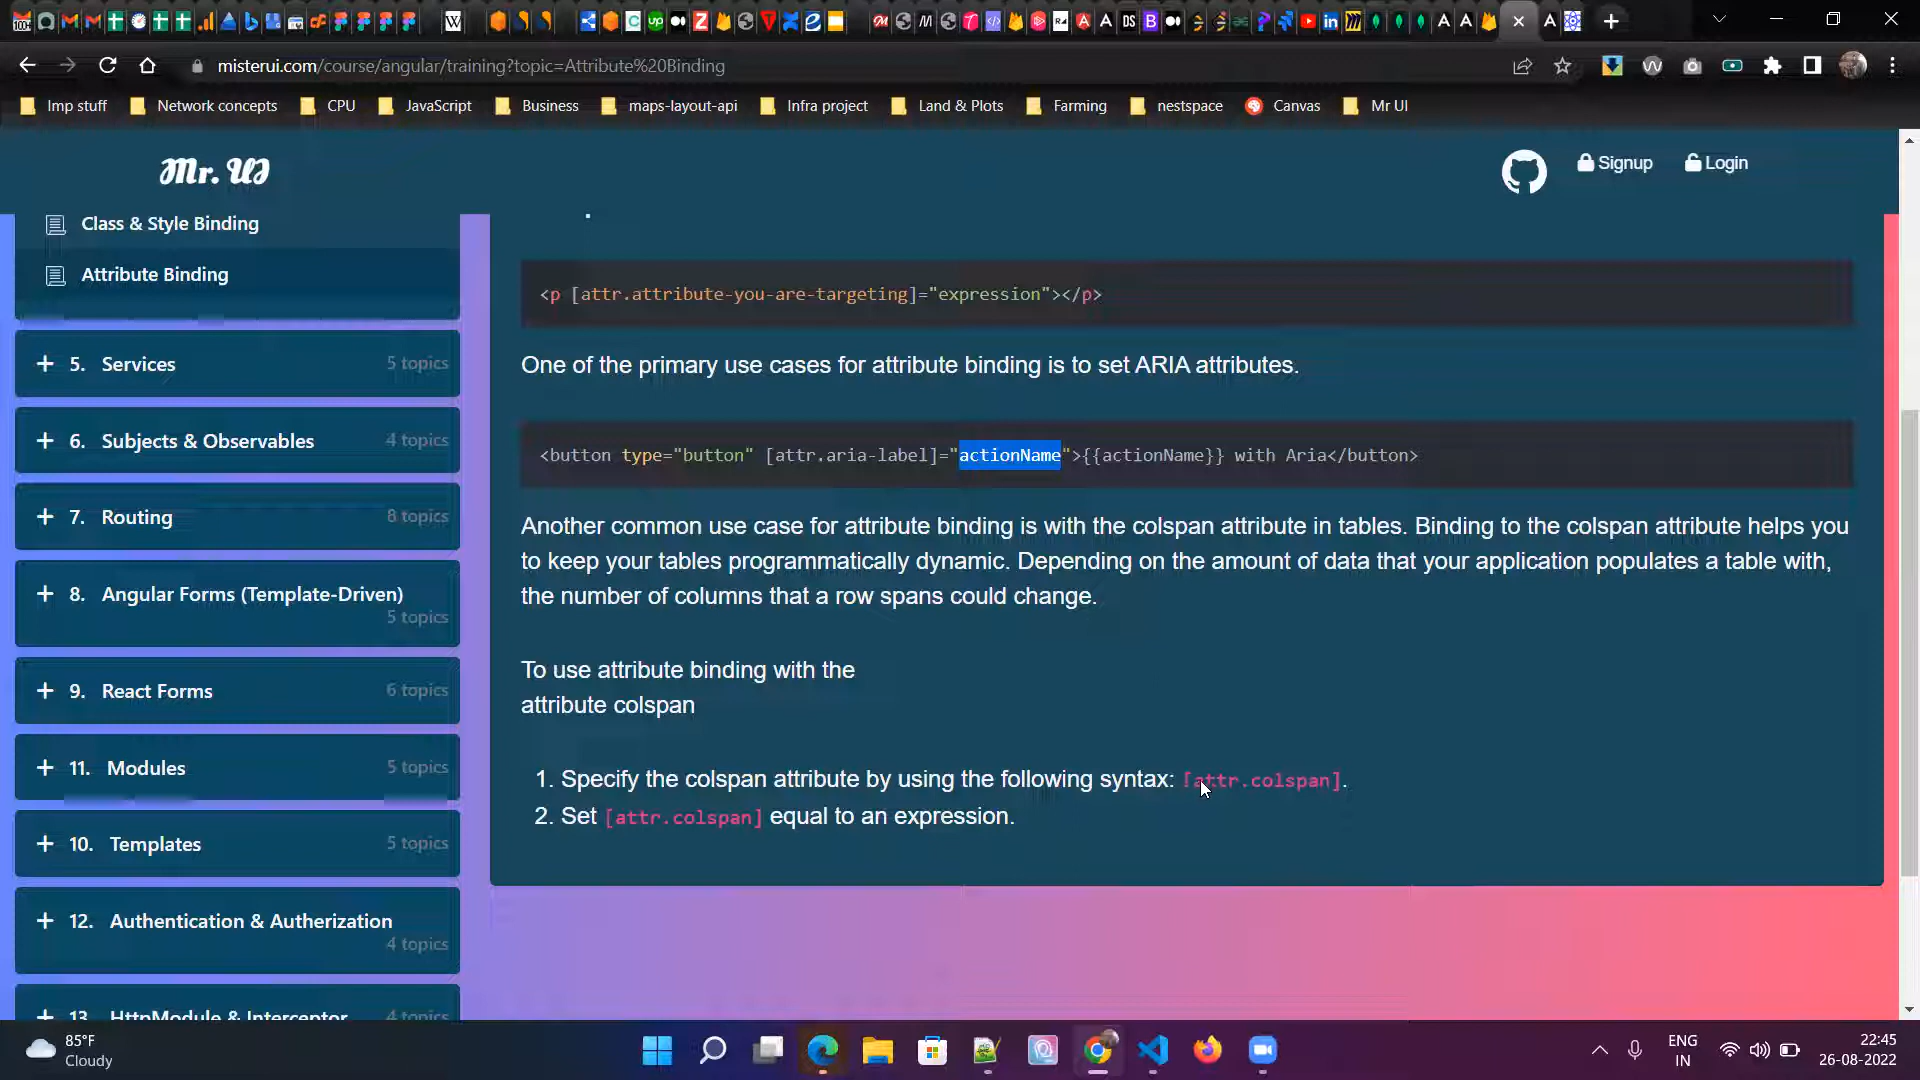 misterui.com/course/angular/training?topic=Attribute%20Binding
Imp stuff
Network concepts
CPU
JavaScript
Business
maps-layout-api
Infra project
Land & Plots
Farming
nestspace
Canvas
Mr UI
Mr. UI
Signup
Login
Class & Style Binding
Attribute Binding
5. Services
5 topics
6. Subjects & Observables
4 topics
7. Routing
8 topics
8. Angular Forms (Template-Driven)
5 topics
9. React Forms
6 topics
11. Modules
5 topics
10. Templates
5 topics
12. Authentication & Autherization
4 topics
13. HttpModule & Interceptor
4 topics
<p [attr.attribute-you-are-targeting]="expression"></p>
One of the primary use cases for attribute binding is to set ARIA attributes.
<button type="button" [attr.aria-label]="actionName">{{actionName}} with Aria</button>
Another common use case for attribute binding is with the colspan attribute in tables. Binding to the colspan attribute helps you
to keep your tables programmatically dynamic. Depending on the amount of data that your application populates a table with,
the number of columns that a row spans could change.
To use attribute binding with the
attribute colspan
1. Specify the colspan attribute by using the following syntax: [attr.colspan].
2. Set [attr.colspan] equal to an expression.
85°F
Cloudy
ENG
IN
22:45
26-08-2022